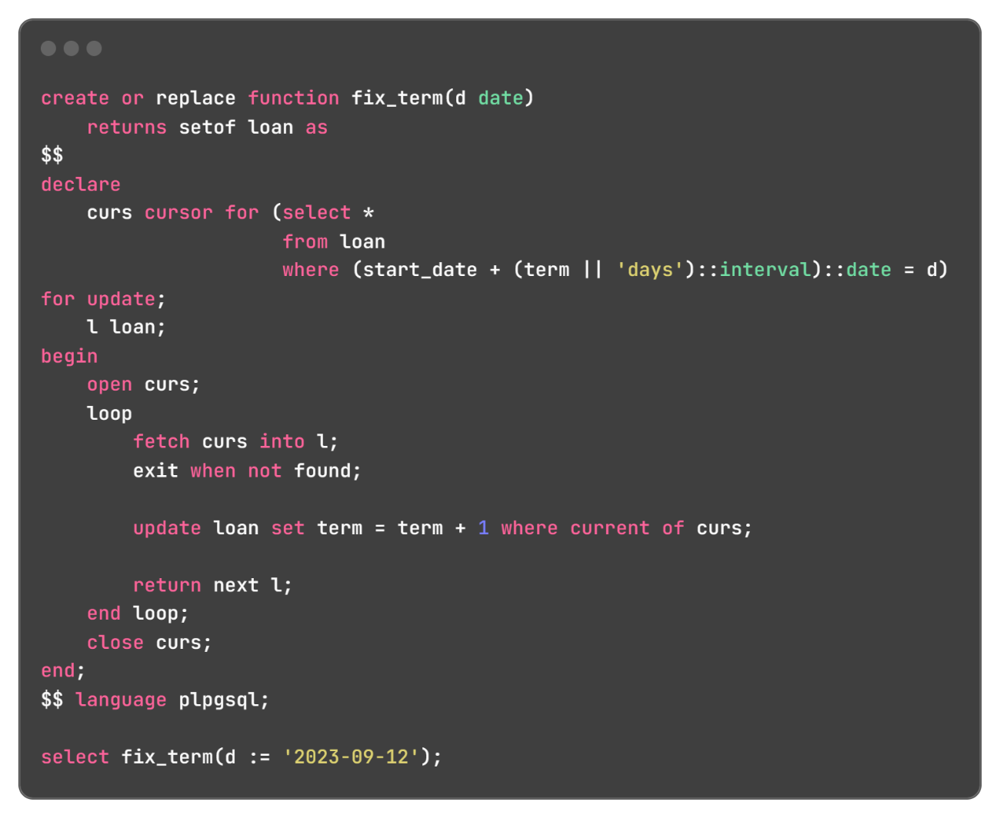 create or replace function fix_term(d date)
    returns setof loan as
$$
declare
    curs cursor for (select *
                     from loan
                     where (start_date + (term || 'days')::interval)::date = d)
for update;
    l loan;
begin
    open curs;
    loop
        fetch curs into l;
        exit when not found;

        update loan set term = term + 1 where current of curs;

        return next l;
    end loop;
    close curs;
end;
$$ language plpgsql;

select fix_term(d := '2023-09-12');